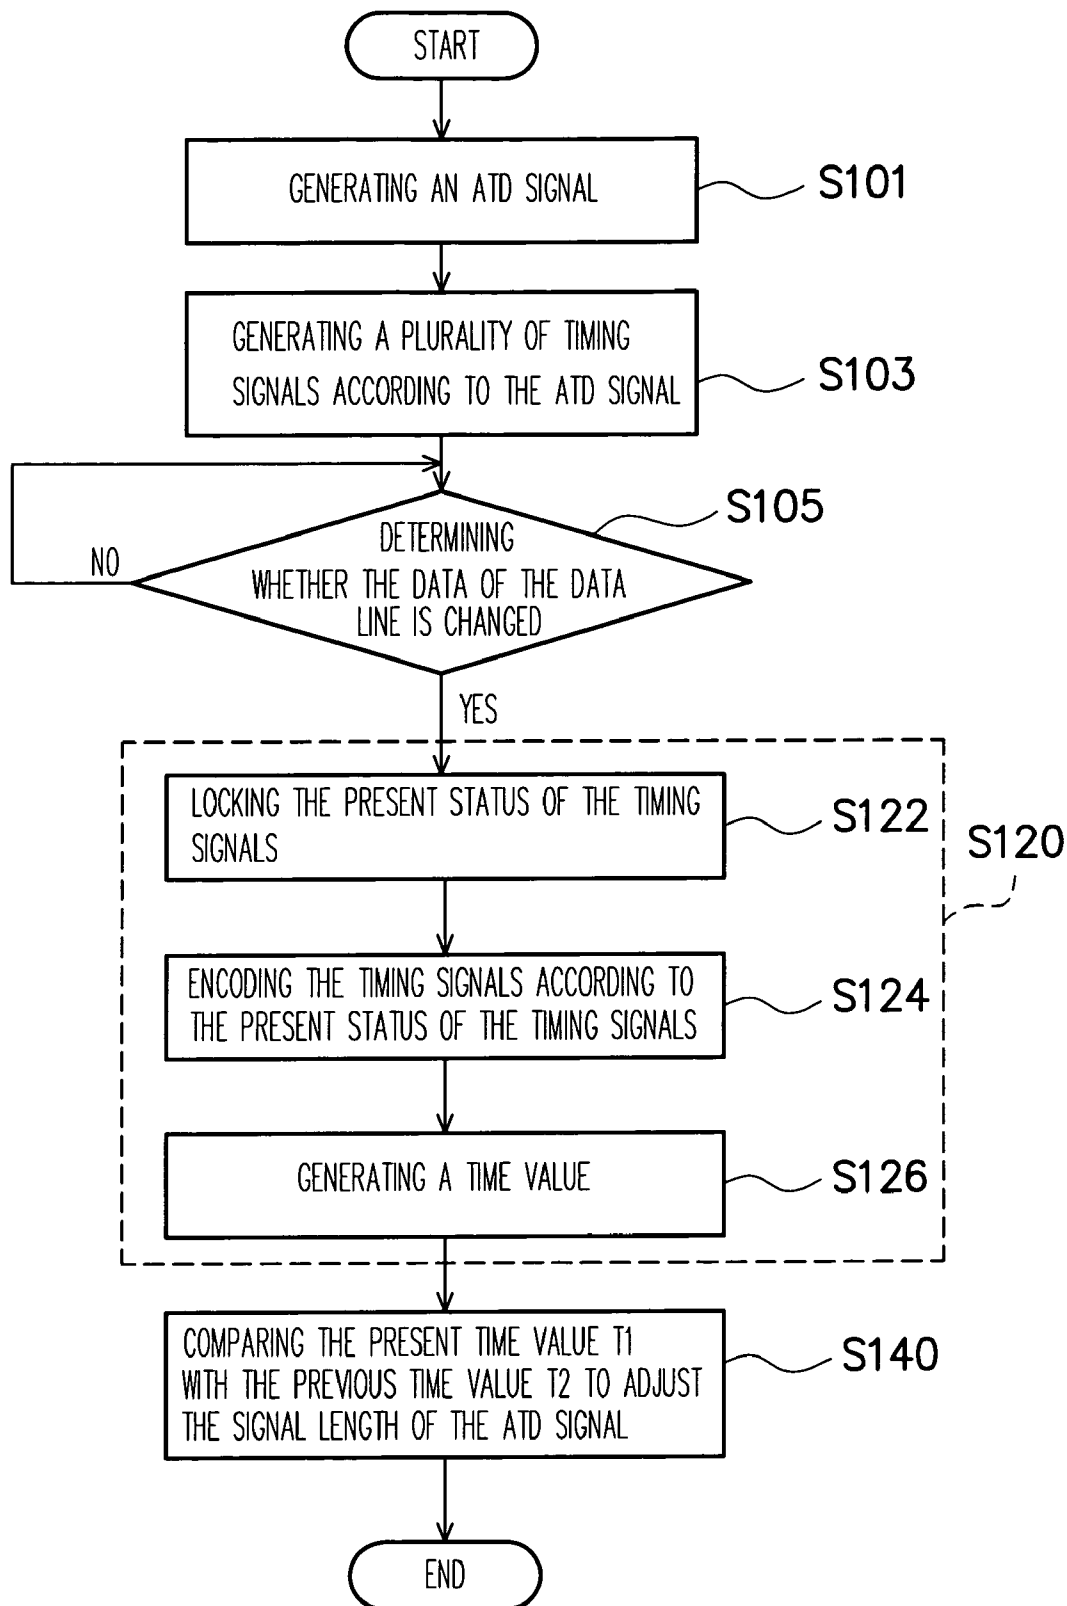 START
GENERATING AN ATD SIGNAL
S101
GENERATING A PLURALITY OF TIMING
SIGNALS ACCORDING TO THE ATD SIGNAL
S103
DETERMINING
WHETHER THE DATA OF THE DATA
LINE IS CHANGED
S105
NO
YES
LOCKING THE PRESENT STATUS OF THE TIMING
SIGNALS
S122
S120
ENCODING THE TIMING SIGNALS ACCORDING TO
THE PRESENT STATUS OF THE TIMING SIGNALS
S124
GENERATING A TIME VALUE
S126
COMPARING THE PRESENT TIME VALUE T1
WITH THE PREVIOUS TIME VALUE T2 TO ADJUST
THE SIGNAL LENGTH OF THE ATD SIGNAL
S140
END